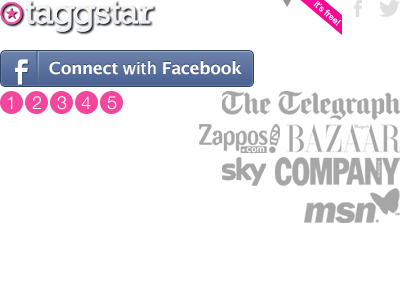 taggstar
it's free!
Connect with Facebook
1 2 3 4 5
The Telegraph
Zappos.com BAZAAR
sky COMPANY
msn